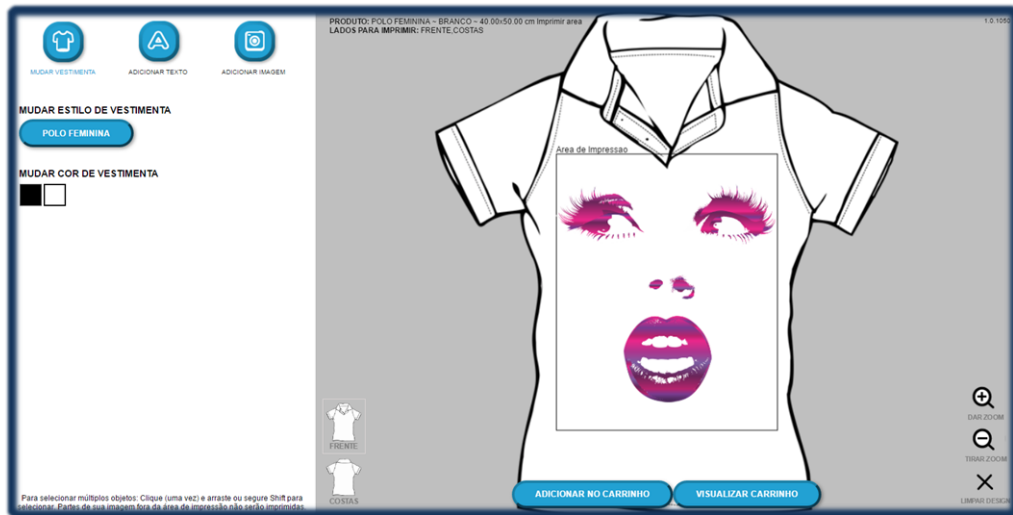 MUDAR VESTIMENTA
ADICIONAR TEXTO
ADICIONAR IMAGEM
MUDAR ESTILO DE VESTIMENTA
POLO FEMININA
MUDAR COR DE VESTIMENTA
Para selecionar múltiplos objetos: Clique (uma vez) e arraste ou segure Shift para
selecionar. Partes de sua imagem fora da área de impressão não serão imprimidas.
PRODUTO: POLO FEMININA - BRANCO - 40.00x50.00 cm Imprimir area
LADOS PARA IMPRIMIR: FRENTE,COSTAS
Area de Impressao
FRENTE
COSTAS
ADICIONAR NO CARRINHO
VISUALIZAR CARRINHO
DAR ZOOM
TIRAR ZOOM
LIMPAR DESIGN